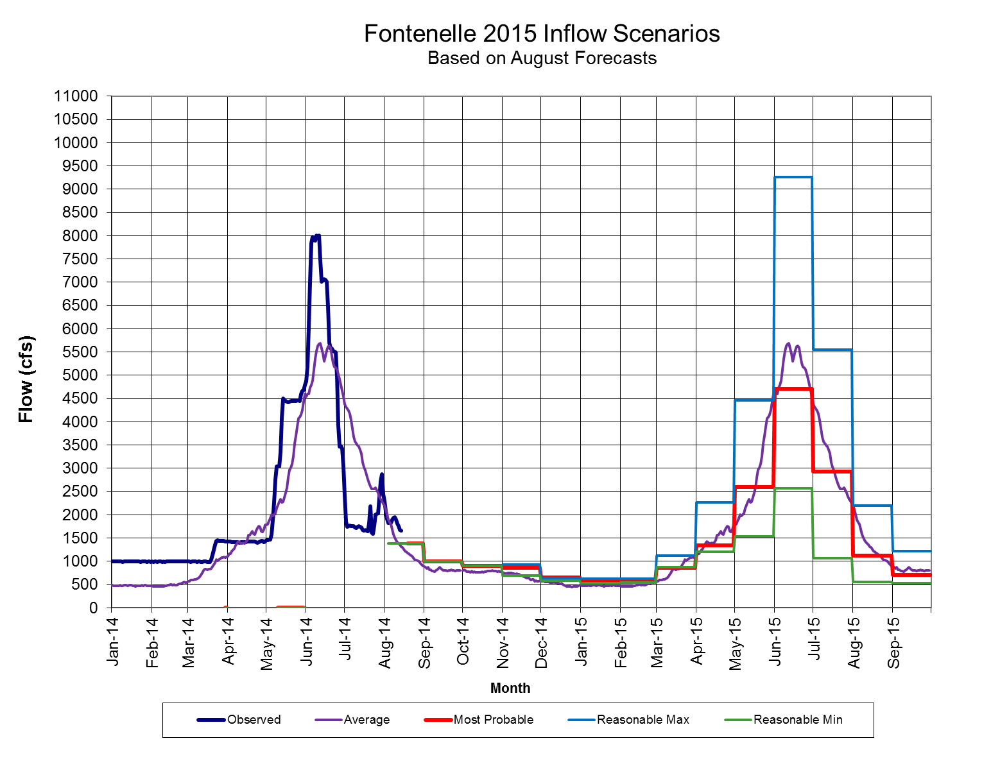 Fontenelle 2015 Inflow Scenarios
Based on August Forecasts
11000
10500
10000
9500
9000
8500
8000
7500
7000
6500
6000
5500
5000
4500
4000
3500
3000
2500
2000
1500
1000
500
0
Flow (cfs)
Jan-14
Feb-14
Mar-14
Apr-14
May-14
Jun-14
Jul-14
Aug-14
Sep-14
Oct-14
Nov-14
Dec-14
Jan-15
Feb-15
Mar-15
Apr-15
May-15
Jun-15
Jul-15
Aug-15
Sep-15
Month
Observed Average Most Probable Reasonable Max Reasonable Min